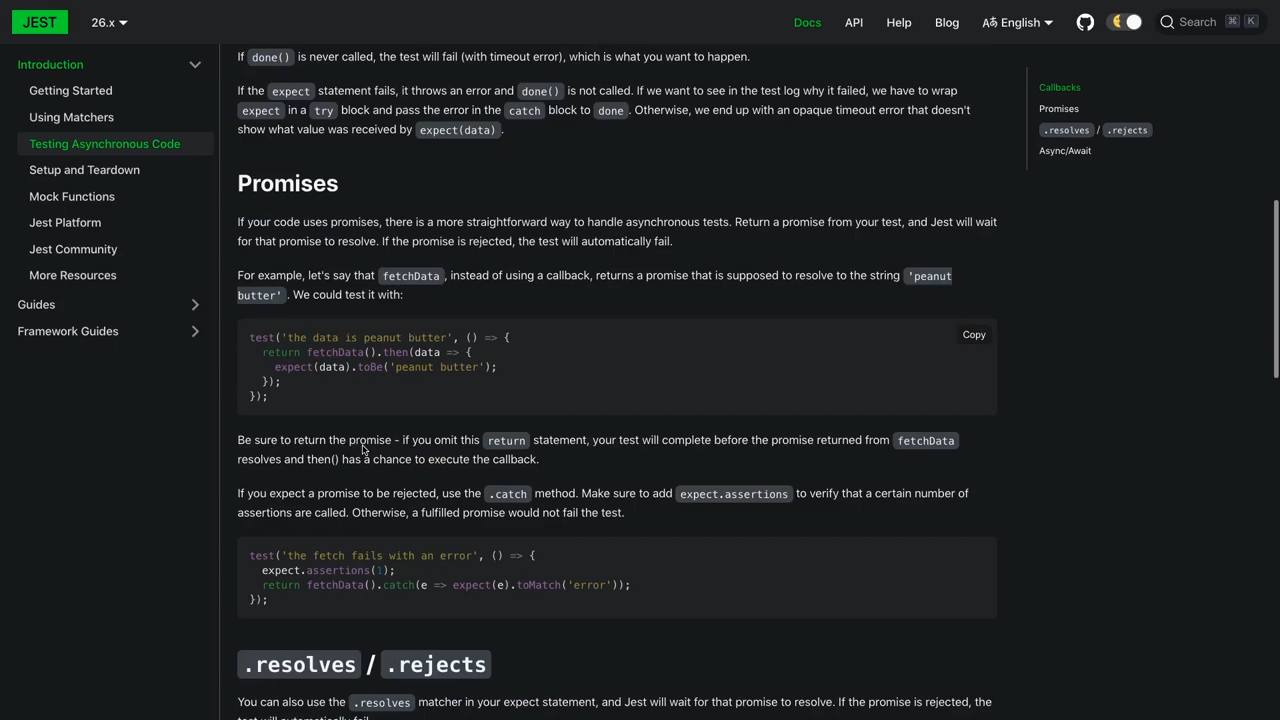 JEST
26.x
Docs
API
Help
Blog
English
Search
⌘ K
Introduction
Getting Started
Using Matchers
Testing Asynchronous Code
Setup and Teardown
Mock Functions
Jest Platform
Jest Community
More Resources
Guides
Framework Guides
If done() is never called, the test will fail (with timeout error), which is what you want to happen.
If the expect statement fails, it throws an error and done() is not called. If we want to see in the test log why it failed, we have to wrap
expect in a try block and pass the error in the catch block to done. Otherwise, we end up with an opaque timeout error that doesn't
show what value was received by expect(data).
Promises
If your code uses promises, there is a more straightforward way to handle asynchronous tests. Return a promise from your test, and Jest will wait
for that promise to resolve. If the promise is rejected, the test will automatically fail.
For example, let's say that fetchData, instead of using a callback, returns a promise that is supposed to resolve to the string 'peanut
butter'. We could test it with:
Copy
test('the data is peanut butter', () => {
  return fetchData().then(data => {
    expect(data).toBe('peanut butter');
  });
});
Be sure to return the promise - if you omit this return statement, your test will complete before the promise returned from fetchData
resolves and then() has a chance to execute the callback.
If you expect a promise to be rejected, use the .catch method. Make sure to add expect.assertions to verify that a certain number of
assertions are called. Otherwise, a fulfilled promise would not fail the test.
test('the fetch fails with an error', () => {
  expect.assertions(1);
  return fetchData().catch(e => expect(e).toMatch('error'));
});
.resolves / .rejects
You can also use the .resolves matcher in your expect statement, and Jest will wait for that promise to resolve. If the promise is rejected, the
test will automatically fail.
Callbacks
Promises
.resolves / .rejects
Async/Await